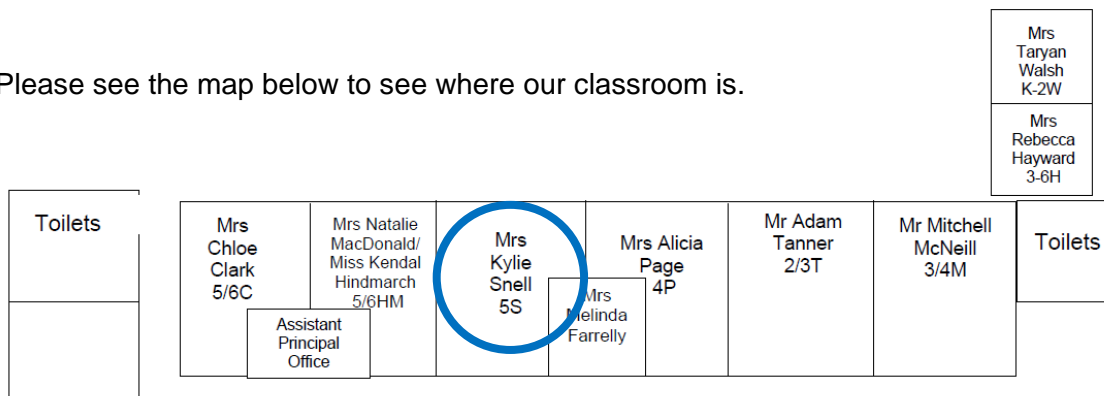 Please see the map below to see where our classroom is.
Mrs
Taryan
Walsh
K-2W
Mrs
Rebecca
Hayward
3-6H
Toilets
Mrs
Chloe
Clark
5/6C
Mrs Natalie
MacDonald/
Miss Kendal
Hindmarch
5/6HM
Assistant
Principal
Office
Mrs
Kylie
Snell
5S
Mrs
Melinda
Farrelly
Mrs Alicia
Page
4P
Mr Adam
Tanner
2/3T
Mr Mitchell
McNeill
3/4M
Toilets